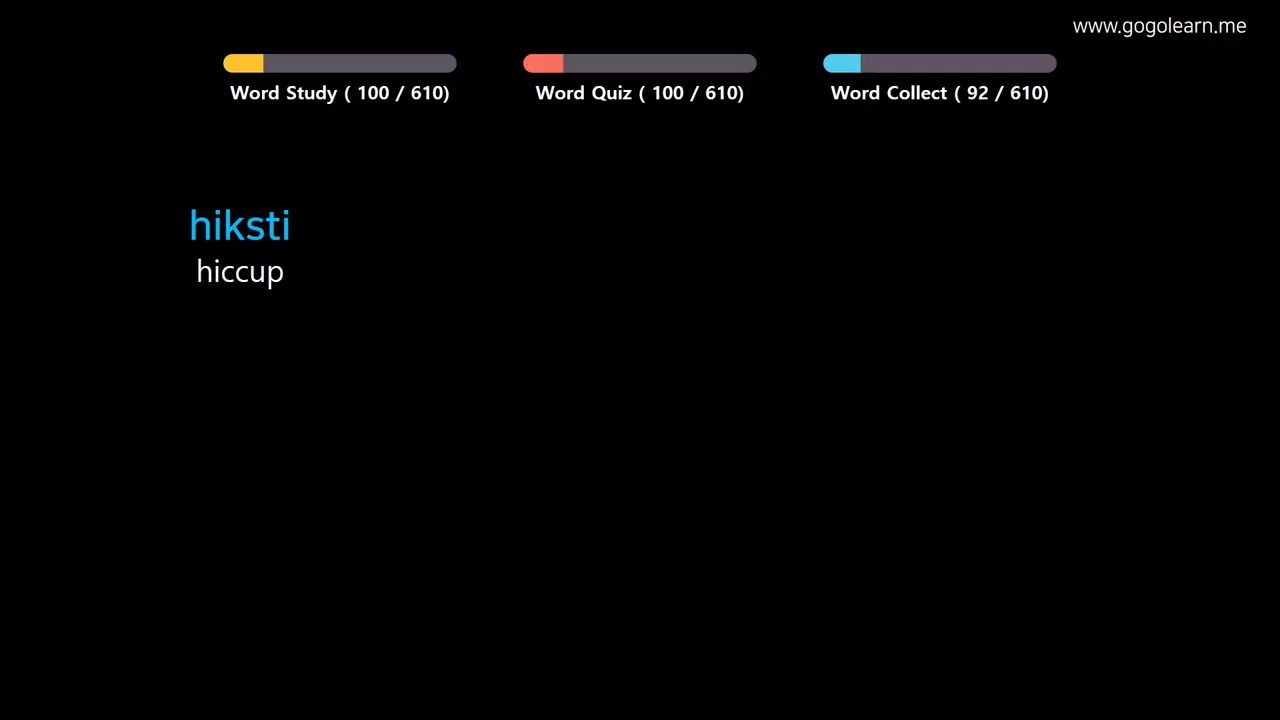 www.gogolearn.me
Word Study ( 100 / 610)
Word Quiz ( 100 / 610)
Word Collect ( 92 / 610)
hiksti
hiccup